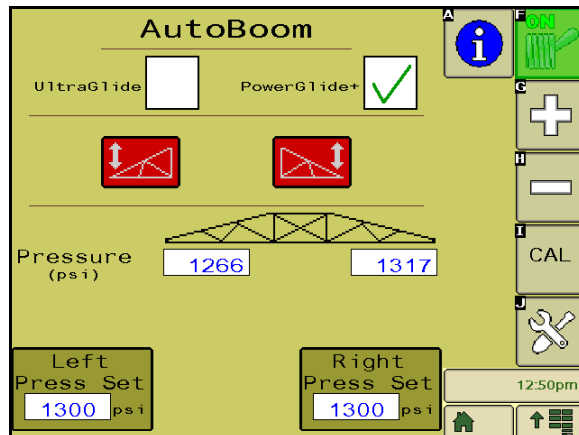 AutoBoom
UltraGlide
PowerGlide+
Pressure
(psi)
1266
1317
Left
Press Set
1300 psi
Right
Press Set
1300 psi
A
F
ON
G
H
I
CAL
J
12:50pm